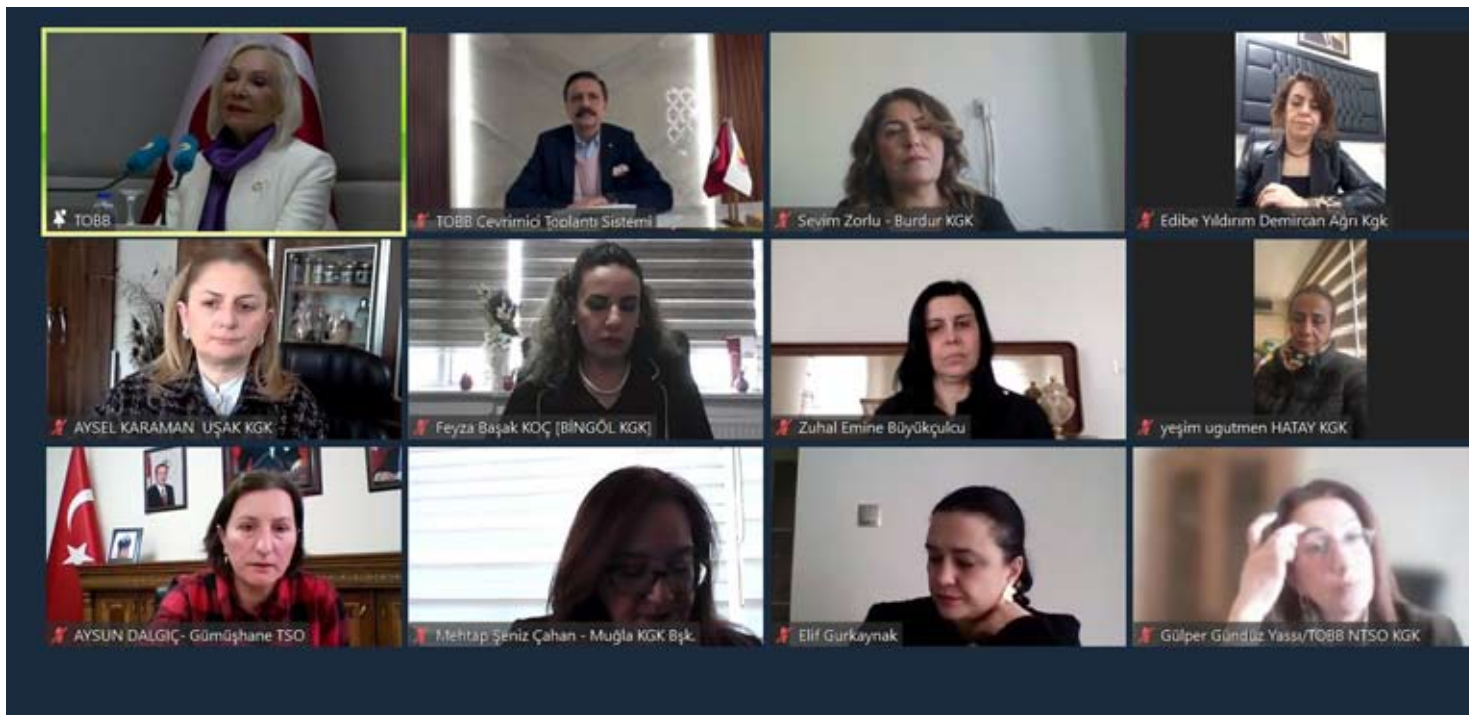 TOBB
TOBB Çevrimiçi Toplantı Sistemi
Sevim Zorlu - Burdur KGK
Edibe Yıldırım Demircan Ağrı Kgk
AYSEL KARAMAN UŞAK KGK
Feyza Başak KOÇ [BİNGÖL KGK]
Zuhal Emine Büyükçulcu
yeşim ugutmen HATAY KGK
AYSUN DALGIÇ- Gümüşhane TSO
Mehtap Şeniz Çahan - Muğla KGK Bşk.
Elif Gurkaynak
Gülper Gündüz Yassı/TOBB NTSO KGK